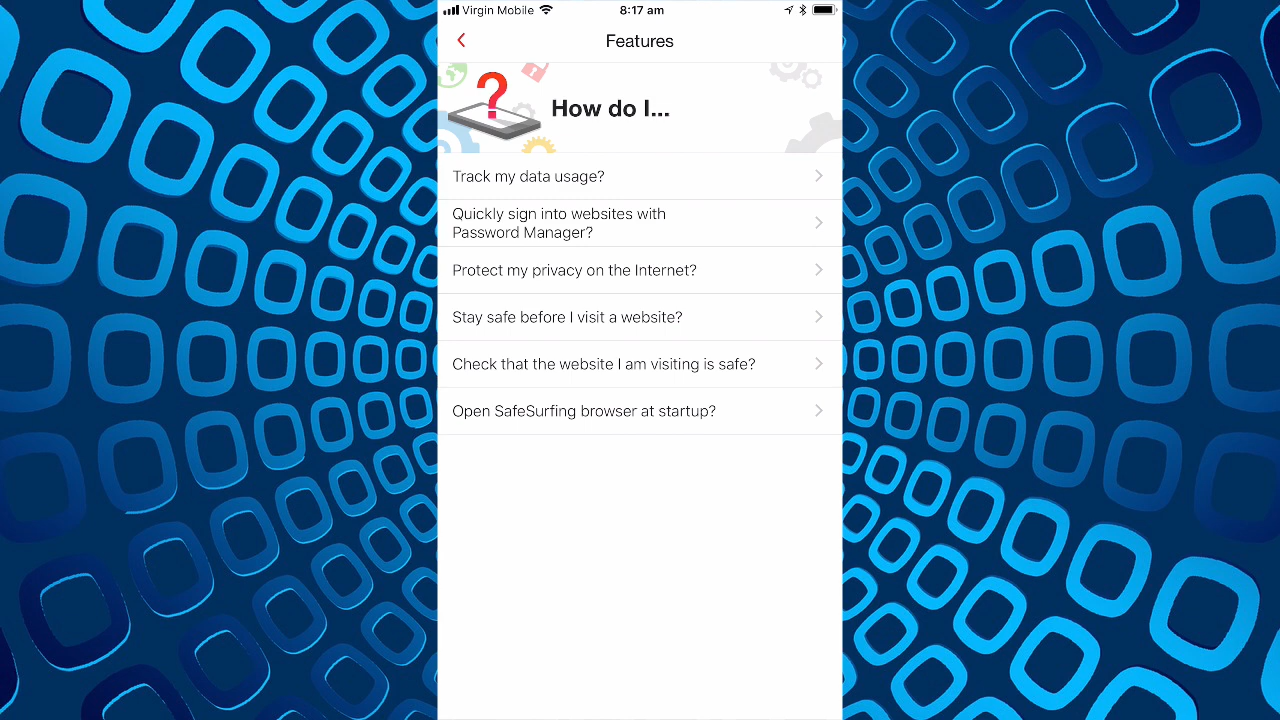 Virgin Mobile 8:17 am
Features
?
How do I...
Track my data usage?
Quickly sign into websites with
Password Manager?
Protect my privacy on the Internet?
Stay safe before I visit a website?
Check that the website I am visiting is safe?
Open SafeSurfing browser at startup?